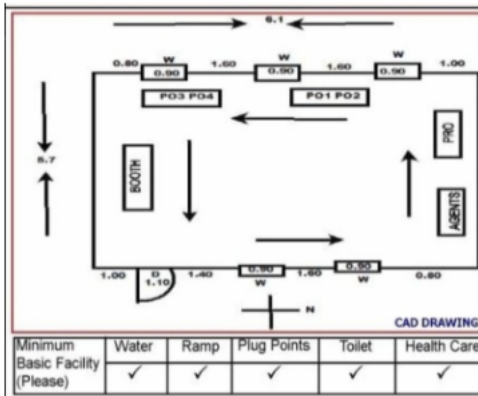 6.1
W W W
0.80 0.90 1.60 0.90 1.60 0.90 1.00
PO3 PO4 PO1 PO2
PRO
5.7
BOOTH
AGENTS
1.00 D 1.10 1.40 0.90 1.60 0.90 0.80
W W
N
CAD DRAWING
Minimum Basic Facility (Please) Water Ramp Plug Points Toilet Health Care
✓ ✓ ✓ ✓ ✓